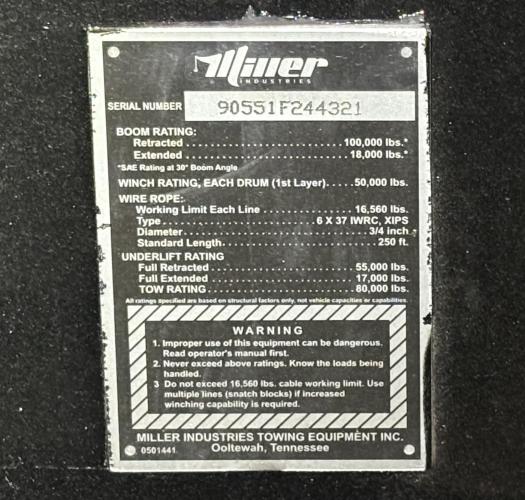 Miller
INDUSTRIES
SERIAL NUMBER 90551F244321
BOOM RATING:
Retracted.......................................100,000 lbs.*
Extended.......................................18,000 lbs.*
*SAE Rating at 30° Boom Angle
WINCH RATING, EACH DRUM (1st Layer).....50,000 lbs.
WIRE ROPE:
Working Limit Each Line....................16,560 lbs.
Type...............................6 X 37 IWRC, XIPS
Diameter.......................................3/4 inch
Standard Length...............................250 ft.
UNDERLIFT RATING
Full Retracted...............................55,000 lbs.
Full Extended...............................17,000 lbs.
TOW RATING...............................80,000 lbs.
All ratings specified are based on structural factors only, not vehicle capacities or capabilities.
WARNING
1. Improper use of this equipment can be dangerous.
Read operator's manual first.
2. Never exceed above ratings. Know the loads being
handled.
3 Do not exceed 16,560 lbs. cable working limit. Use
multiple lines (snatch blocks) if increased
winching capability is required.
MILLER INDUSTRIES TOWING EQUIPMENT INC.
0501441 Ooltewah, Tennessee